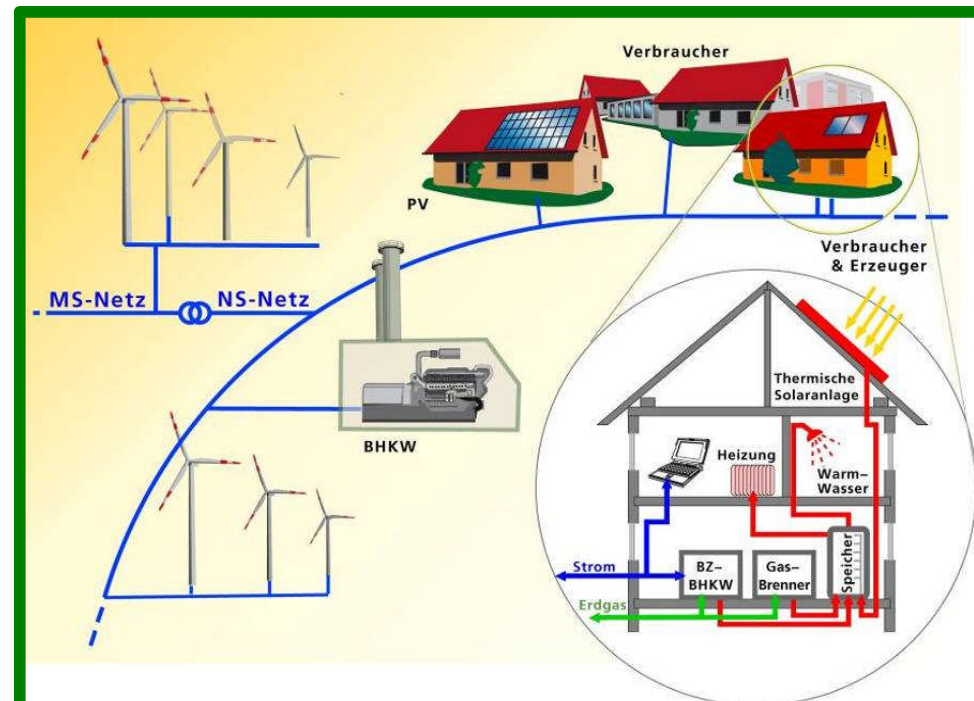 Verbraucher
PV
Verbraucher
& Erzeuger
MS-Netz
NS-Netz
BHKW
Thermische
Solaranlage
Heizung
Warm-
Wasser
Speicher
Strom
BZ-
BHKW
Gas-
Brenner
Erdgas